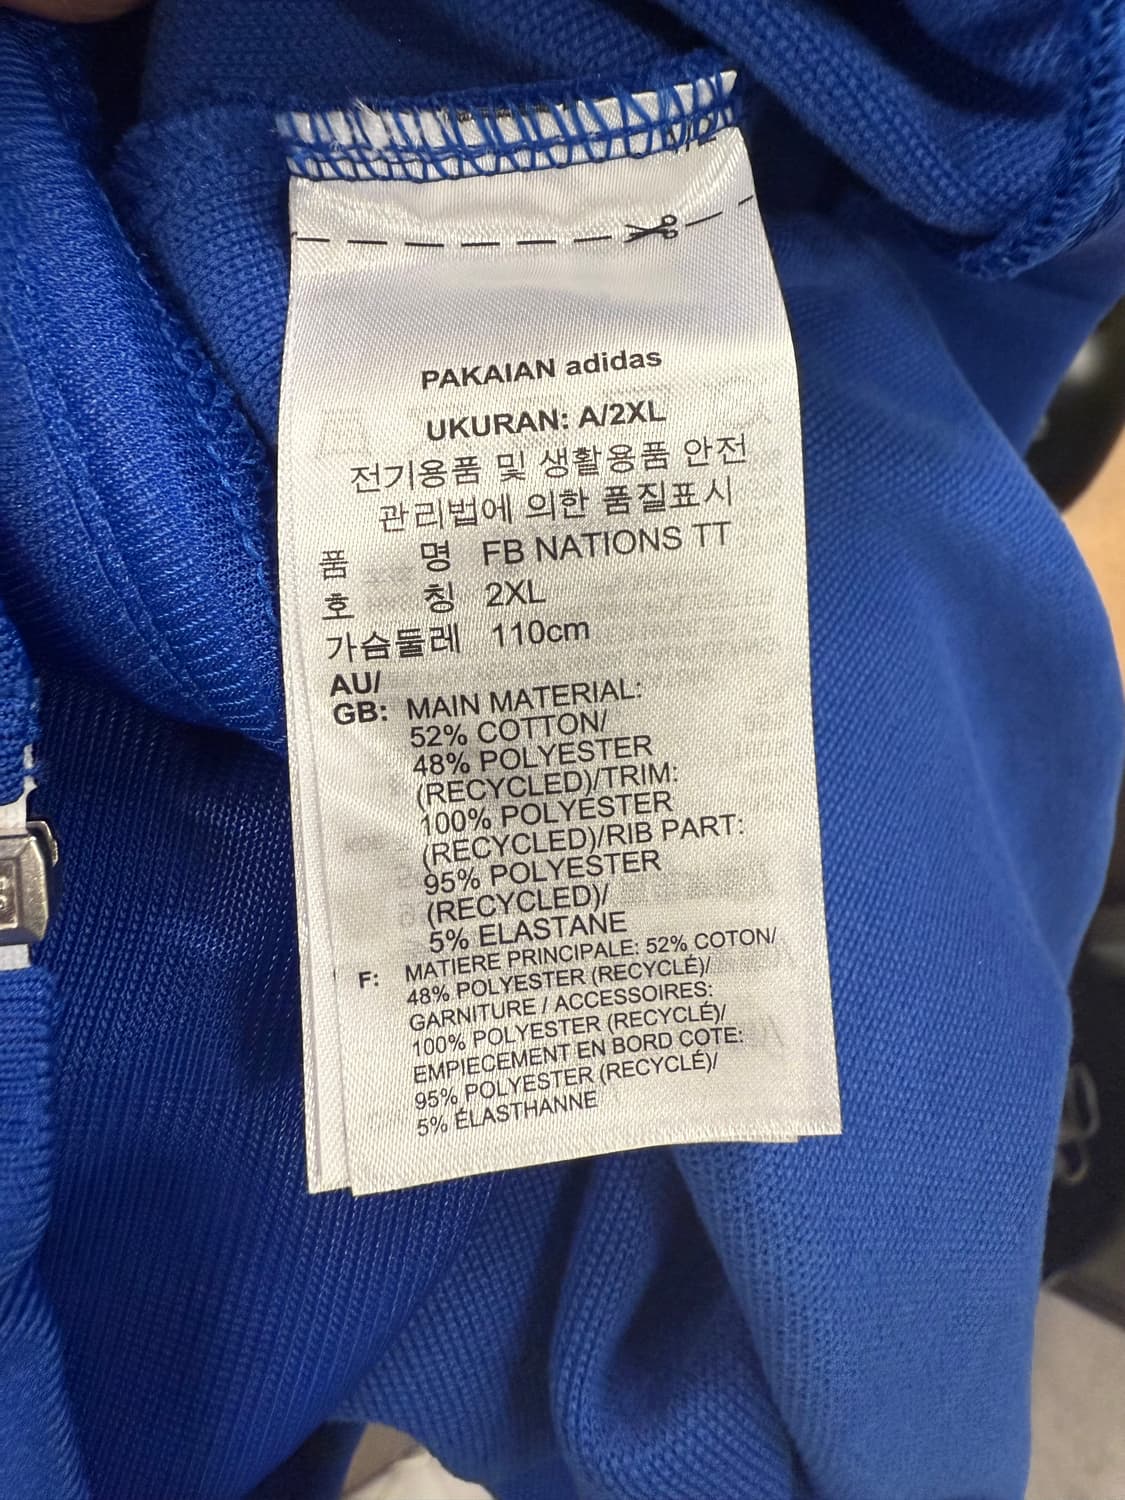 PAKAIAN adidas
UKURAN: A/2XL
전기용품 및 생활용품 안전
관리법에 의한 품질표시
품 명 FB NATIONS TT
호 칭 2XL
가슴둘레 110cm
AU/
GB: MAIN MATERIAL:
52% COTTON/
48% POLYESTER
(RECYCLED)/TRIM:
100% POLYESTER
(RECYCLED)/RIB PART:
95% POLYESTER
(RECYCLED)/
5% ELASTANE
F: MATIERE PRINCIPALE: 52% COTON/
48% POLYESTER (RECYCLÉ)/
GARNITURE / ACCESSOIRES:
100% POLYESTER (RECYCLÉ)/
EMPIECEMENT EN BORD COTE:
95% POLYESTER (RECYCLÉ)/
5% ÉLASTHANNE